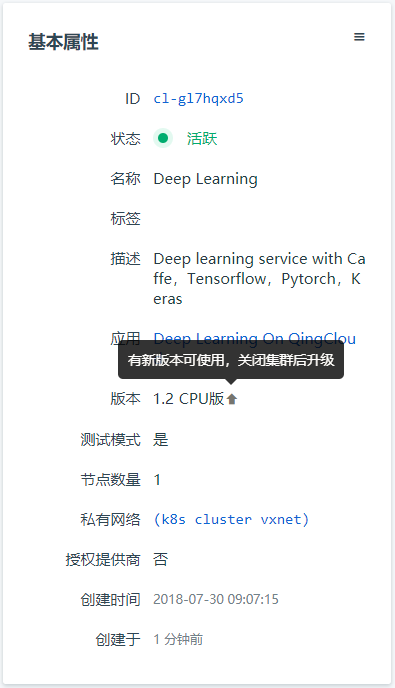 基本属性
ID cl-gl7hqxd5
状态 活跃
名称 Deep Learning
标签
描述 Deep learning service with Ca
ffe，Tensorflow，Pytorch，K
eras
应用 Deep Learning On QingClou
有新版本可使用，关闭集群后升级
版本 1.2 CPU版
测试模式 是
节点数量 1
私有网络 (k8s cluster vxnet)
授权提供商 否
创建时间 2018-07-30 09:07:15
创建于 1 分钟前